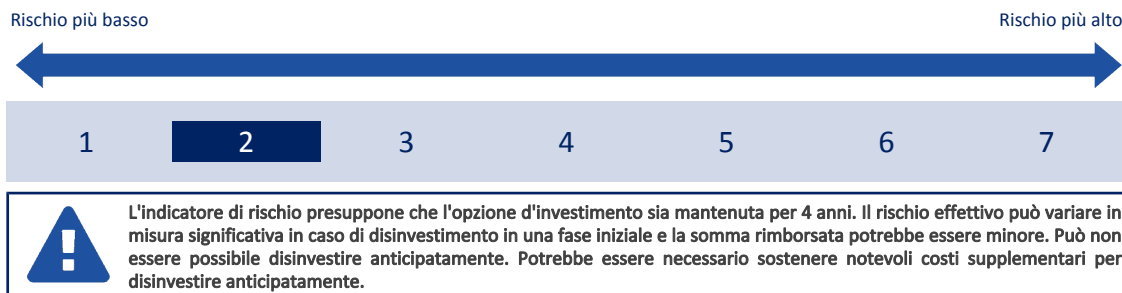 Rischio più basso Rischio più alto
1 2 3 4 5 6 7
L'indicatore di rischio presuppone che l'opzione d'investimento sia mantenuta per 4 anni. Il rischio effettivo può variare in
misura significativa in caso di disinvestimento in una fase iniziale e la somma rimborsata potrebbe essere minore. Può non
essere possibile disinvestire anticipatamente. Potrebbe essere necessario sostenere notevoli costi supplementari per
disinvestire anticipatamente.